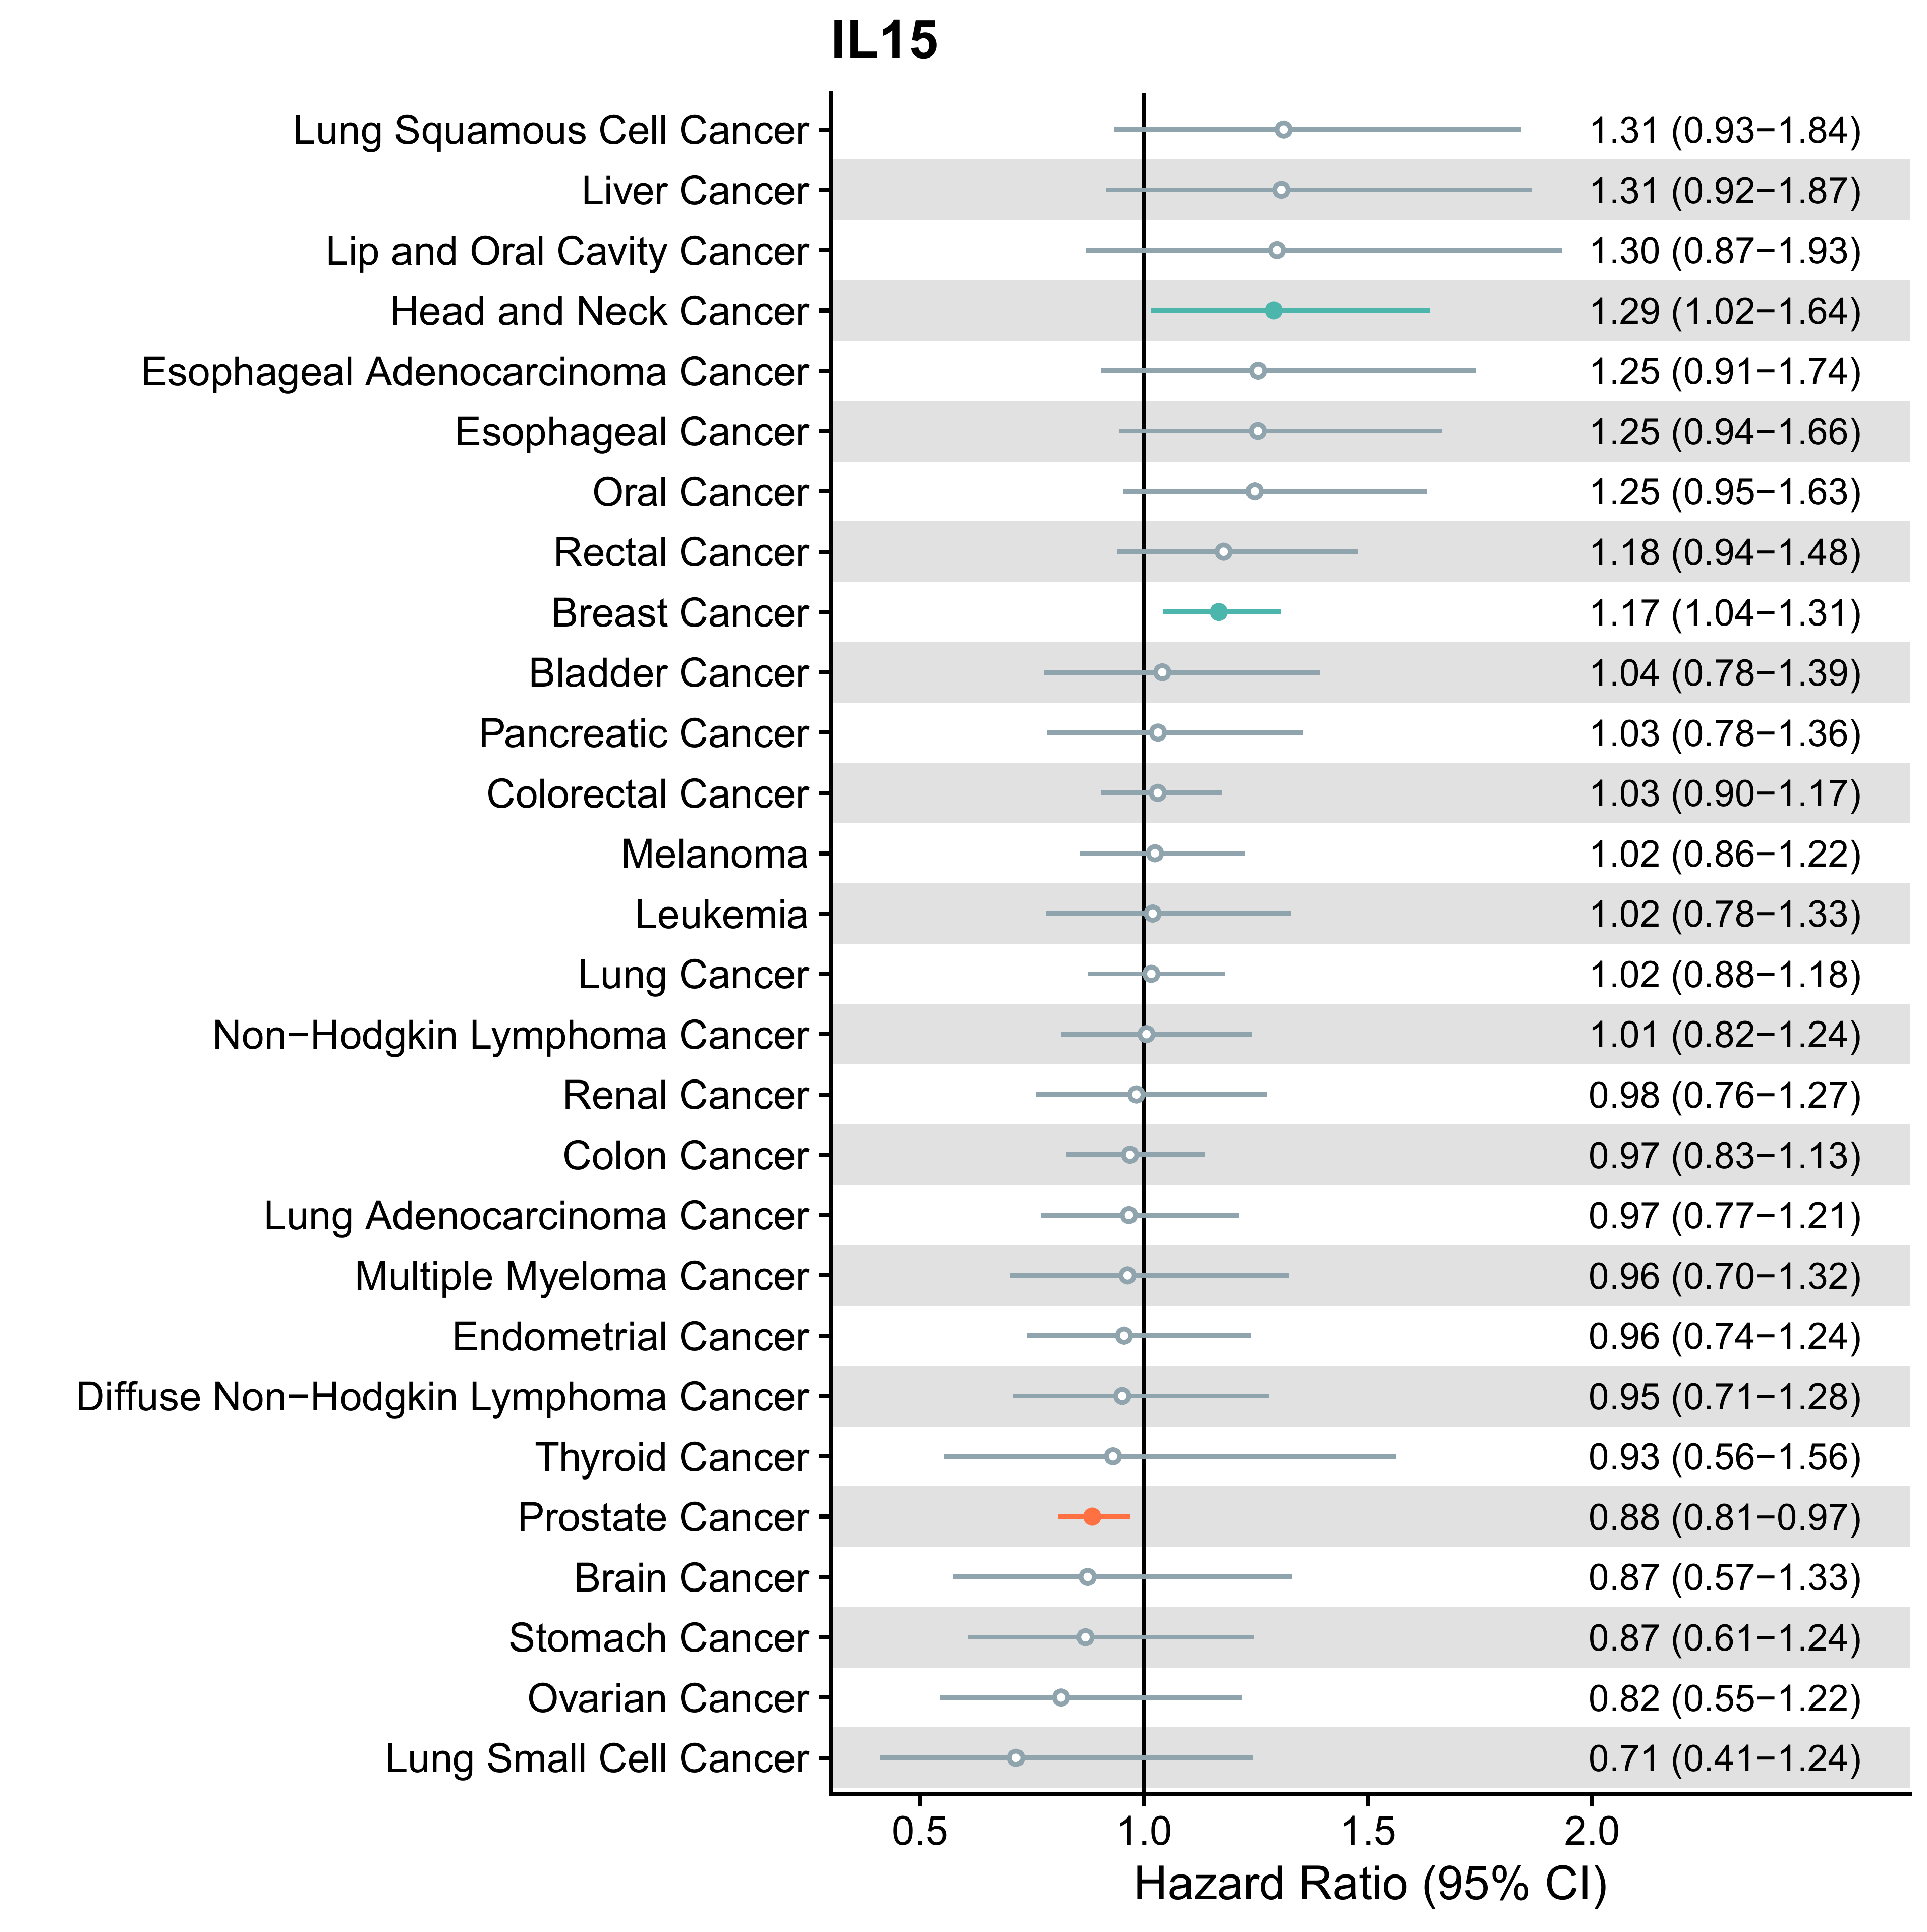 IL15
Lung Squamous Cell Cancer 1.31 (0.93−1.84)
Liver Cancer 1.31 (0.92−1.87)
Lip and Oral Cavity Cancer 1.30 (0.87−1.93)
Head and Neck Cancer 1.29 (1.02−1.64)
Esophageal Adenocarcinoma Cancer 1.25 (0.91−1.74)
Esophageal Cancer 1.25 (0.94−1.66)
Oral Cancer 1.25 (0.95−1.63)
Rectal Cancer 1.18 (0.94−1.48)
Breast Cancer 1.17 (1.04−1.31)
Bladder Cancer 1.04 (0.78−1.39)
Pancreatic Cancer 1.03 (0.78−1.36)
Colorectal Cancer 1.03 (0.90−1.17)
Melanoma 1.02 (0.86−1.22)
Leukemia 1.02 (0.78−1.33)
Lung Cancer 1.02 (0.88−1.18)
Non−Hodgkin Lymphoma Cancer 1.01 (0.82−1.24)
Renal Cancer 0.98 (0.76−1.27)
Colon Cancer 0.97 (0.83−1.13)
Lung Adenocarcinoma Cancer 0.97 (0.77−1.21)
Multiple Myeloma Cancer 0.96 (0.70−1.32)
Endometrial Cancer 0.96 (0.74−1.24)
Diffuse Non−Hodgkin Lymphoma Cancer 0.95 (0.71−1.28)
Thyroid Cancer 0.93 (0.56−1.56)
Prostate Cancer 0.88 (0.81−0.97)
Brain Cancer 0.87 (0.57−1.33)
Stomach Cancer 0.87 (0.61−1.24)
Ovarian Cancer 0.82 (0.55−1.22)
Lung Small Cell Cancer 0.71 (0.41−1.24)
0.5 1.0 1.5 2.0
Hazard Ratio (95% CI)